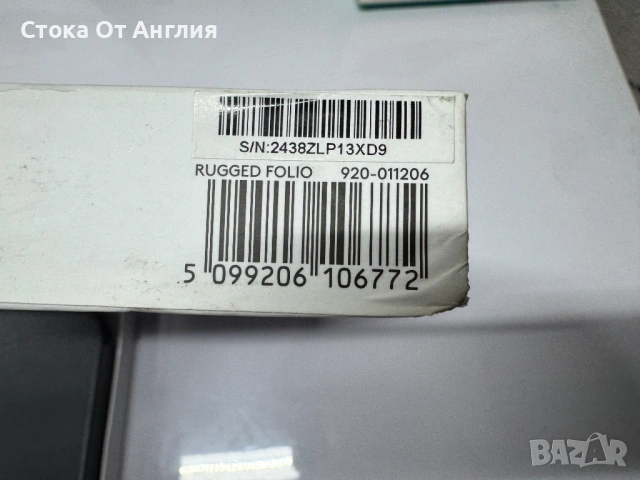 Стока От Англия
S/N:2438ZLP13XD9
RUGGED FOLIO 920-011206
5 099206 106772
BAZAR